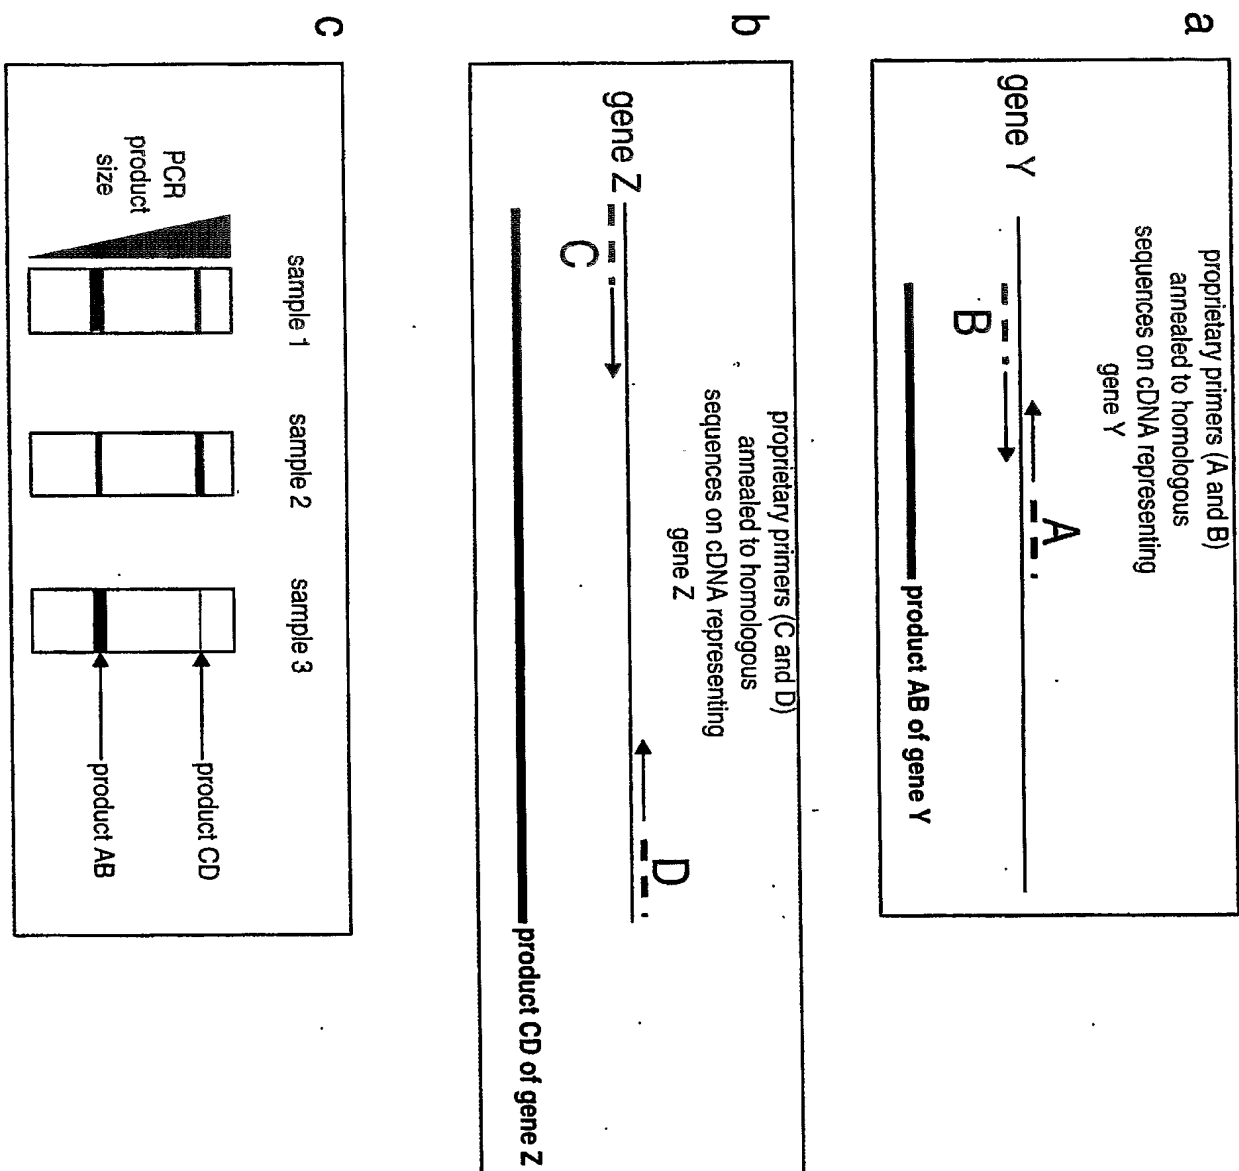 a
proprietary primers (A and B)
annealed to homologous
sequences on cDNA representing
gene Y
A
gene Y
B
product AB of gene Y
b
proprietary primers (C and D)
annealed to homologous
sequences on cDNA representing
gene Z
D
gene Z
C
product CD of gene Z
c
sample 1
sample 2
sample 3
PCR
product
size
product CD
product AB